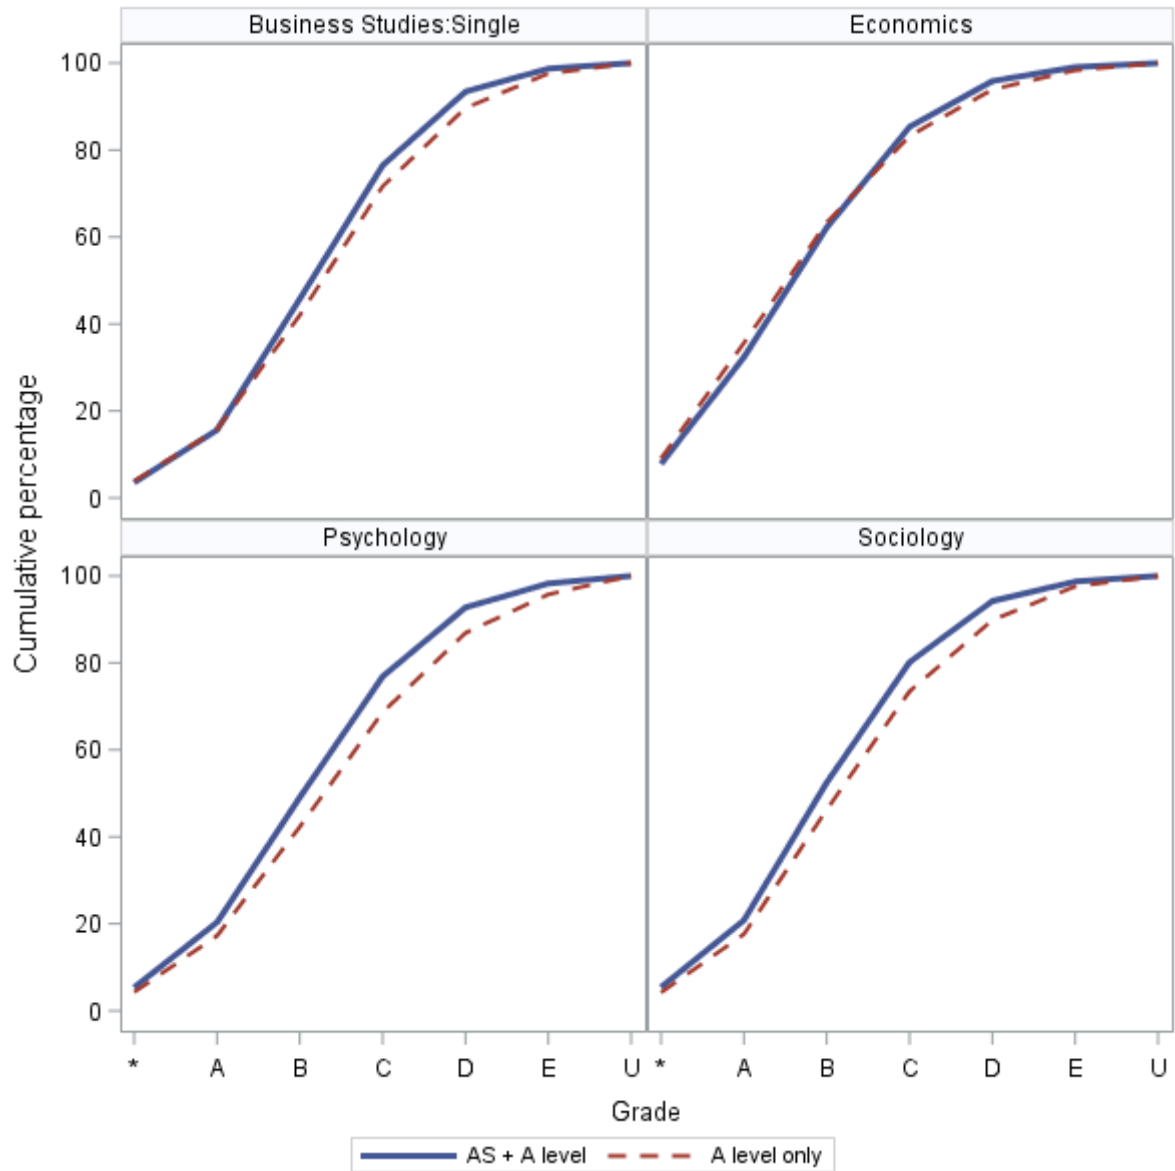 Business Studies:Single
Economics
100
80
60
40
20
0
Cumulative percentage
Psychology
Sociology
100
80
60
40
20
0
* A B C D E U * A B C D E U
Grade
AS + A level A level only